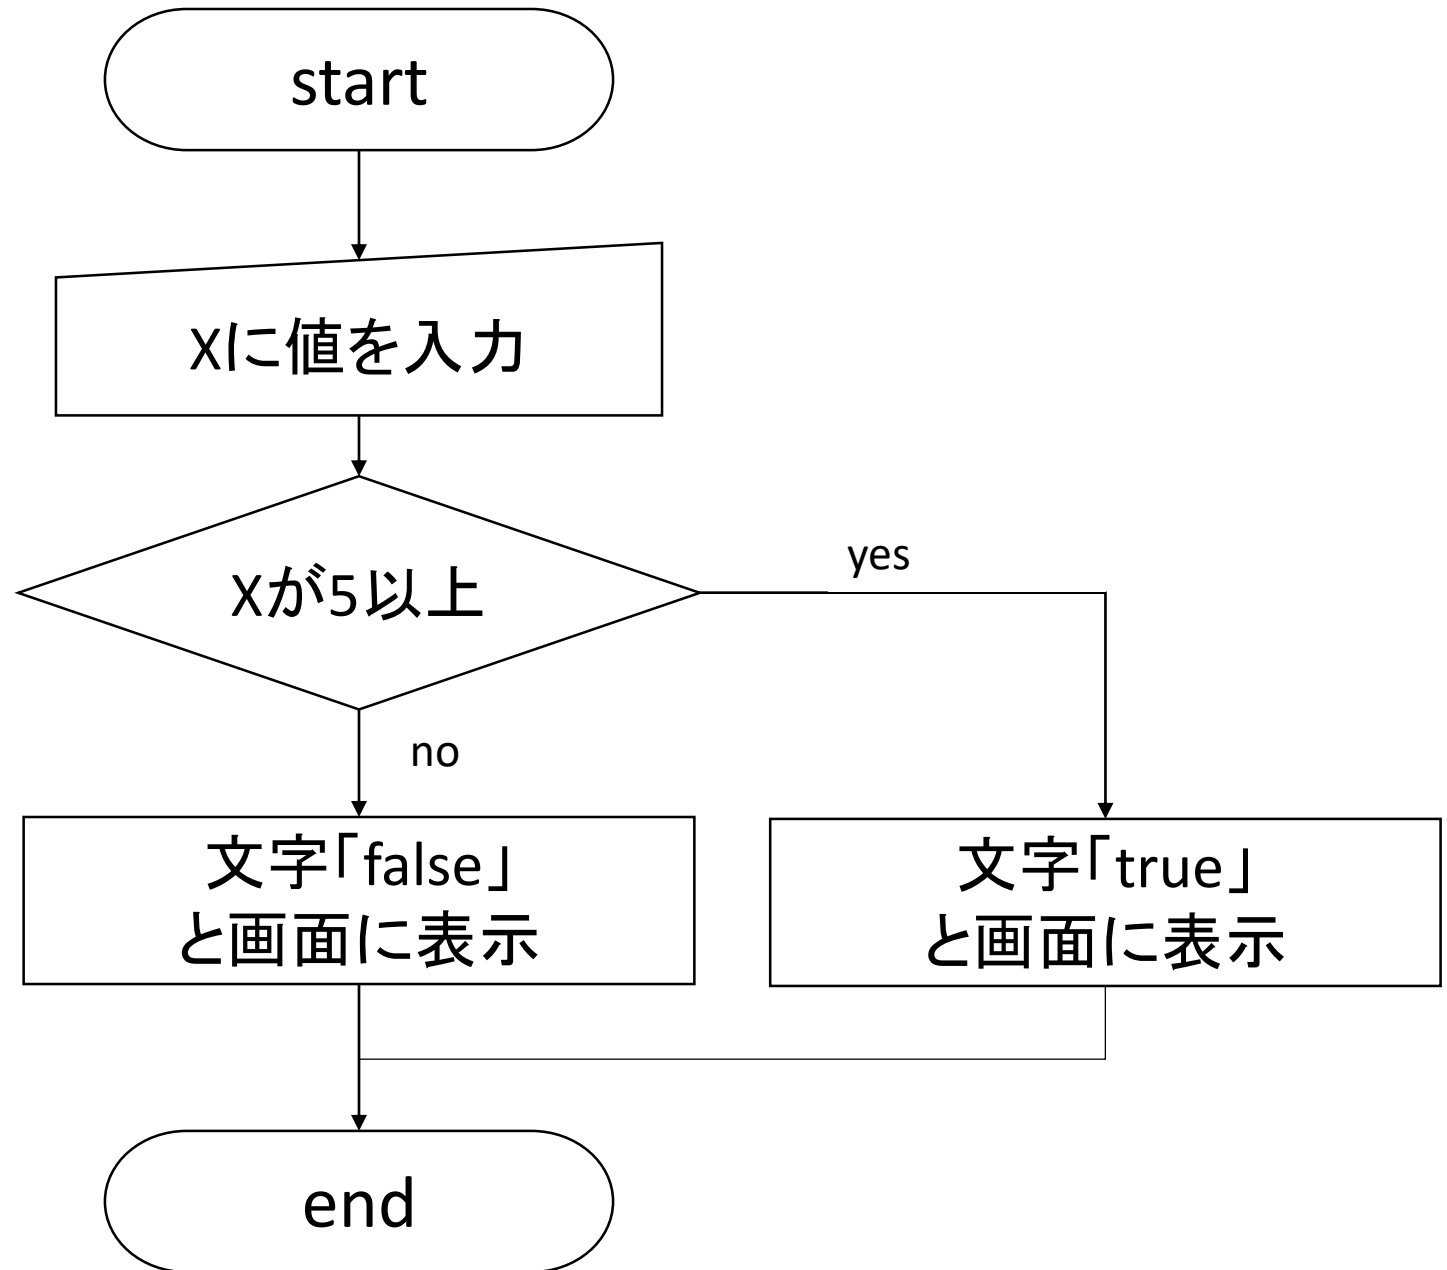 start
Xに値を入力
Xが5以上
yes
no
文字「false」
と画面に表示
文字「true」
と画面に表示
end